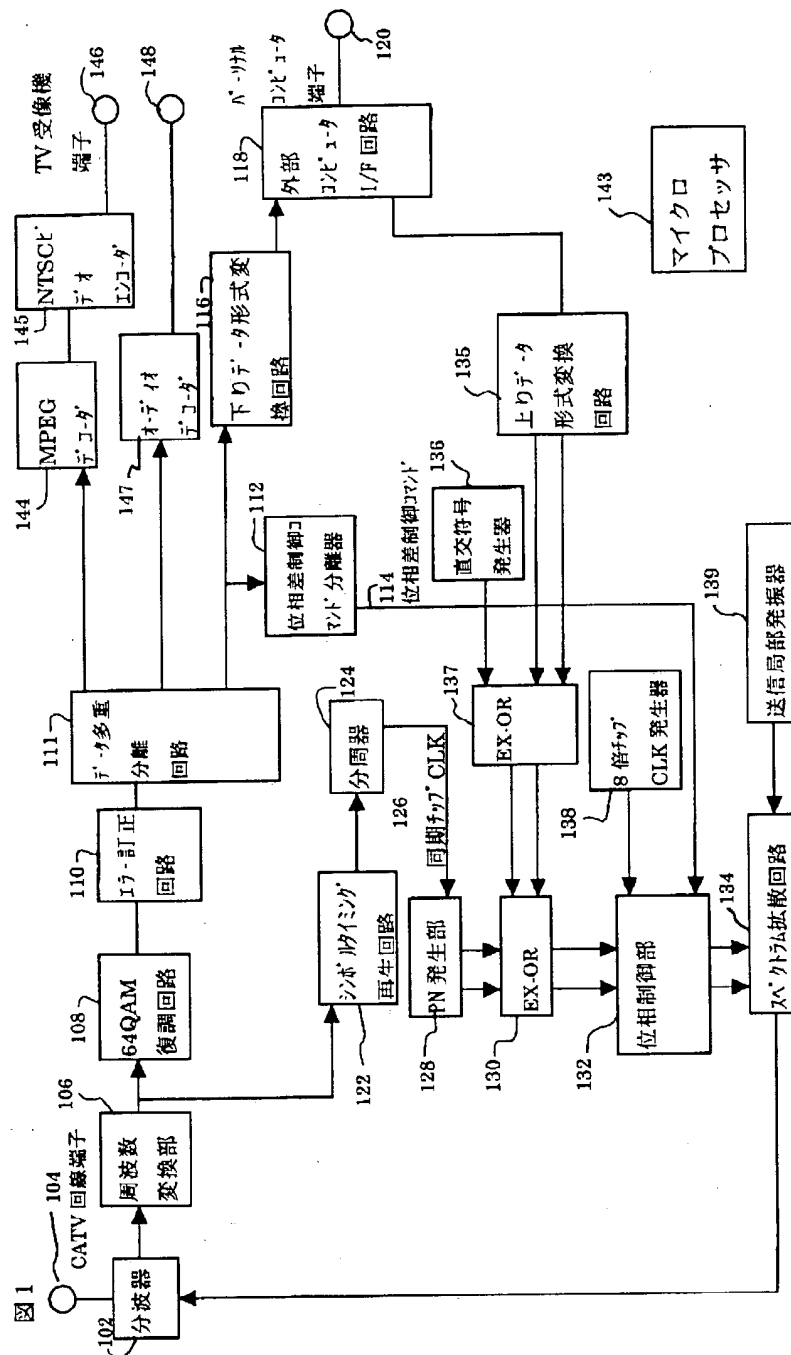 図1
104
CATV 回線端子
102
分波器
106
周波数
変換部
108
64QAM
復調回路
110
エラー訂正
回路
111
データ多重
分離
回路
144
MPEG
デコーダ
145
NTSCビ
デオ
エンコーダ
TV 受像機
端子
146
147
オーディオ
デコーダ
148
116
下りデータ形式変
換回路
118
外部
コンピュータ
I/F 回路
パーソナル
コンピュータ
端子
120
112
位相差制御コ
マンド分離器
114
位相差制御コマンド
122
シンボルタイミング
再生回路
124
分周器
126
同期チップCLK
128
PN 発生部
130
EX-OR
132
位相制御部
134
スペクトラム拡散回路
135
上りデータ
形式変換
回路
136
直交符号
発生器
137
EX-OR
138
8 倍チップ
CLK 発生器
139
送信局部発振器
143
マイクロ
プロセッサ